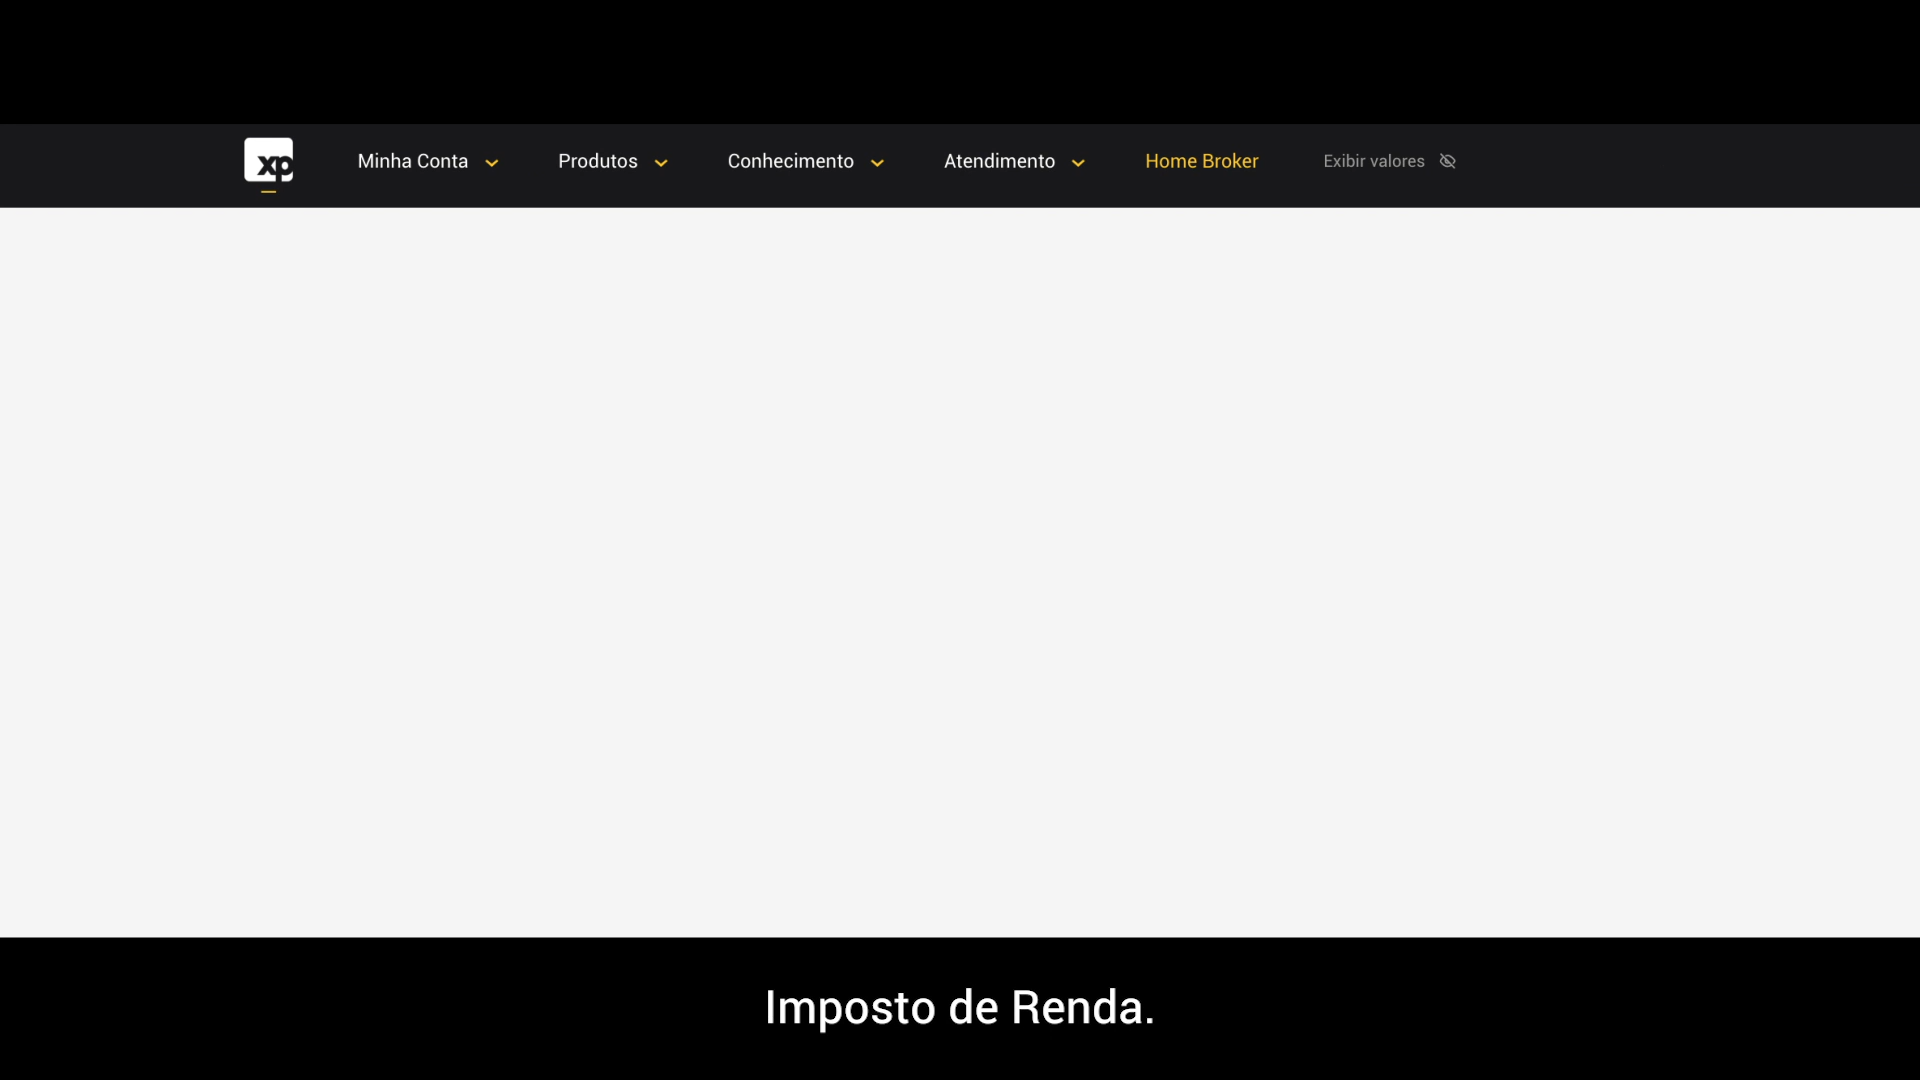 xp Minha Conta Produtos Conhecimento Atendimento Home Broker Exibir valores
Imposto de Renda.